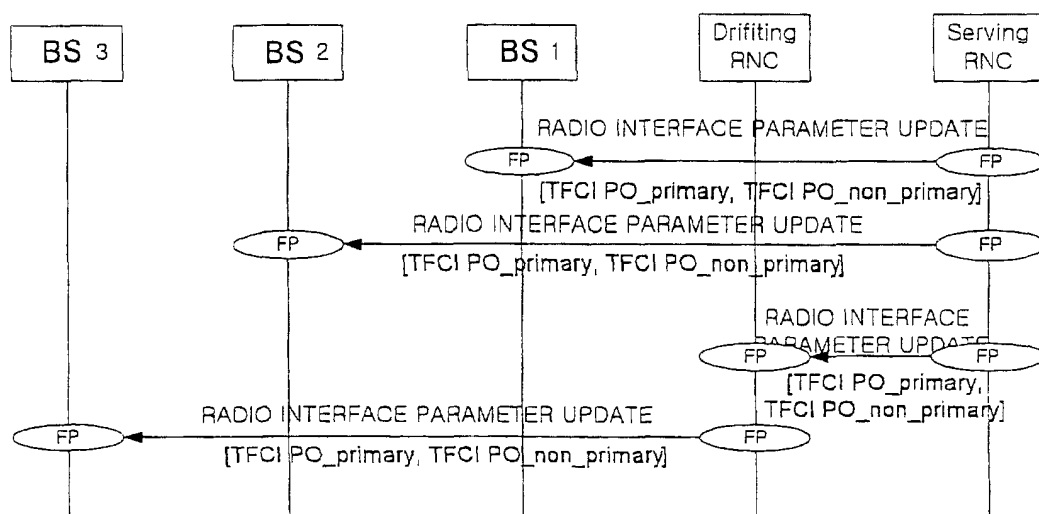 BS 3
BS 2
BS 1
Drifiting
RNC
Serving
RNC
RADIO INTERFACE PARAMETER UPDATE
FP
FP
[TFCI PO_primary, TFCI PO_non_primary]
RADIO INTERFACE PARAMETER UPDATE
FP
FP
[TFCI PO_primary, TFCI PO_non_primary]
RADIO INTERFACE
PARAMETER UPDATE
FP
FP
[TFCI PO_primary,
TFCI PO_non_primary]
RADIO INTERFACE PARAMETER UPDATE
FP
FP
[TFCI PO_primary, TFCI PO_non_primary]